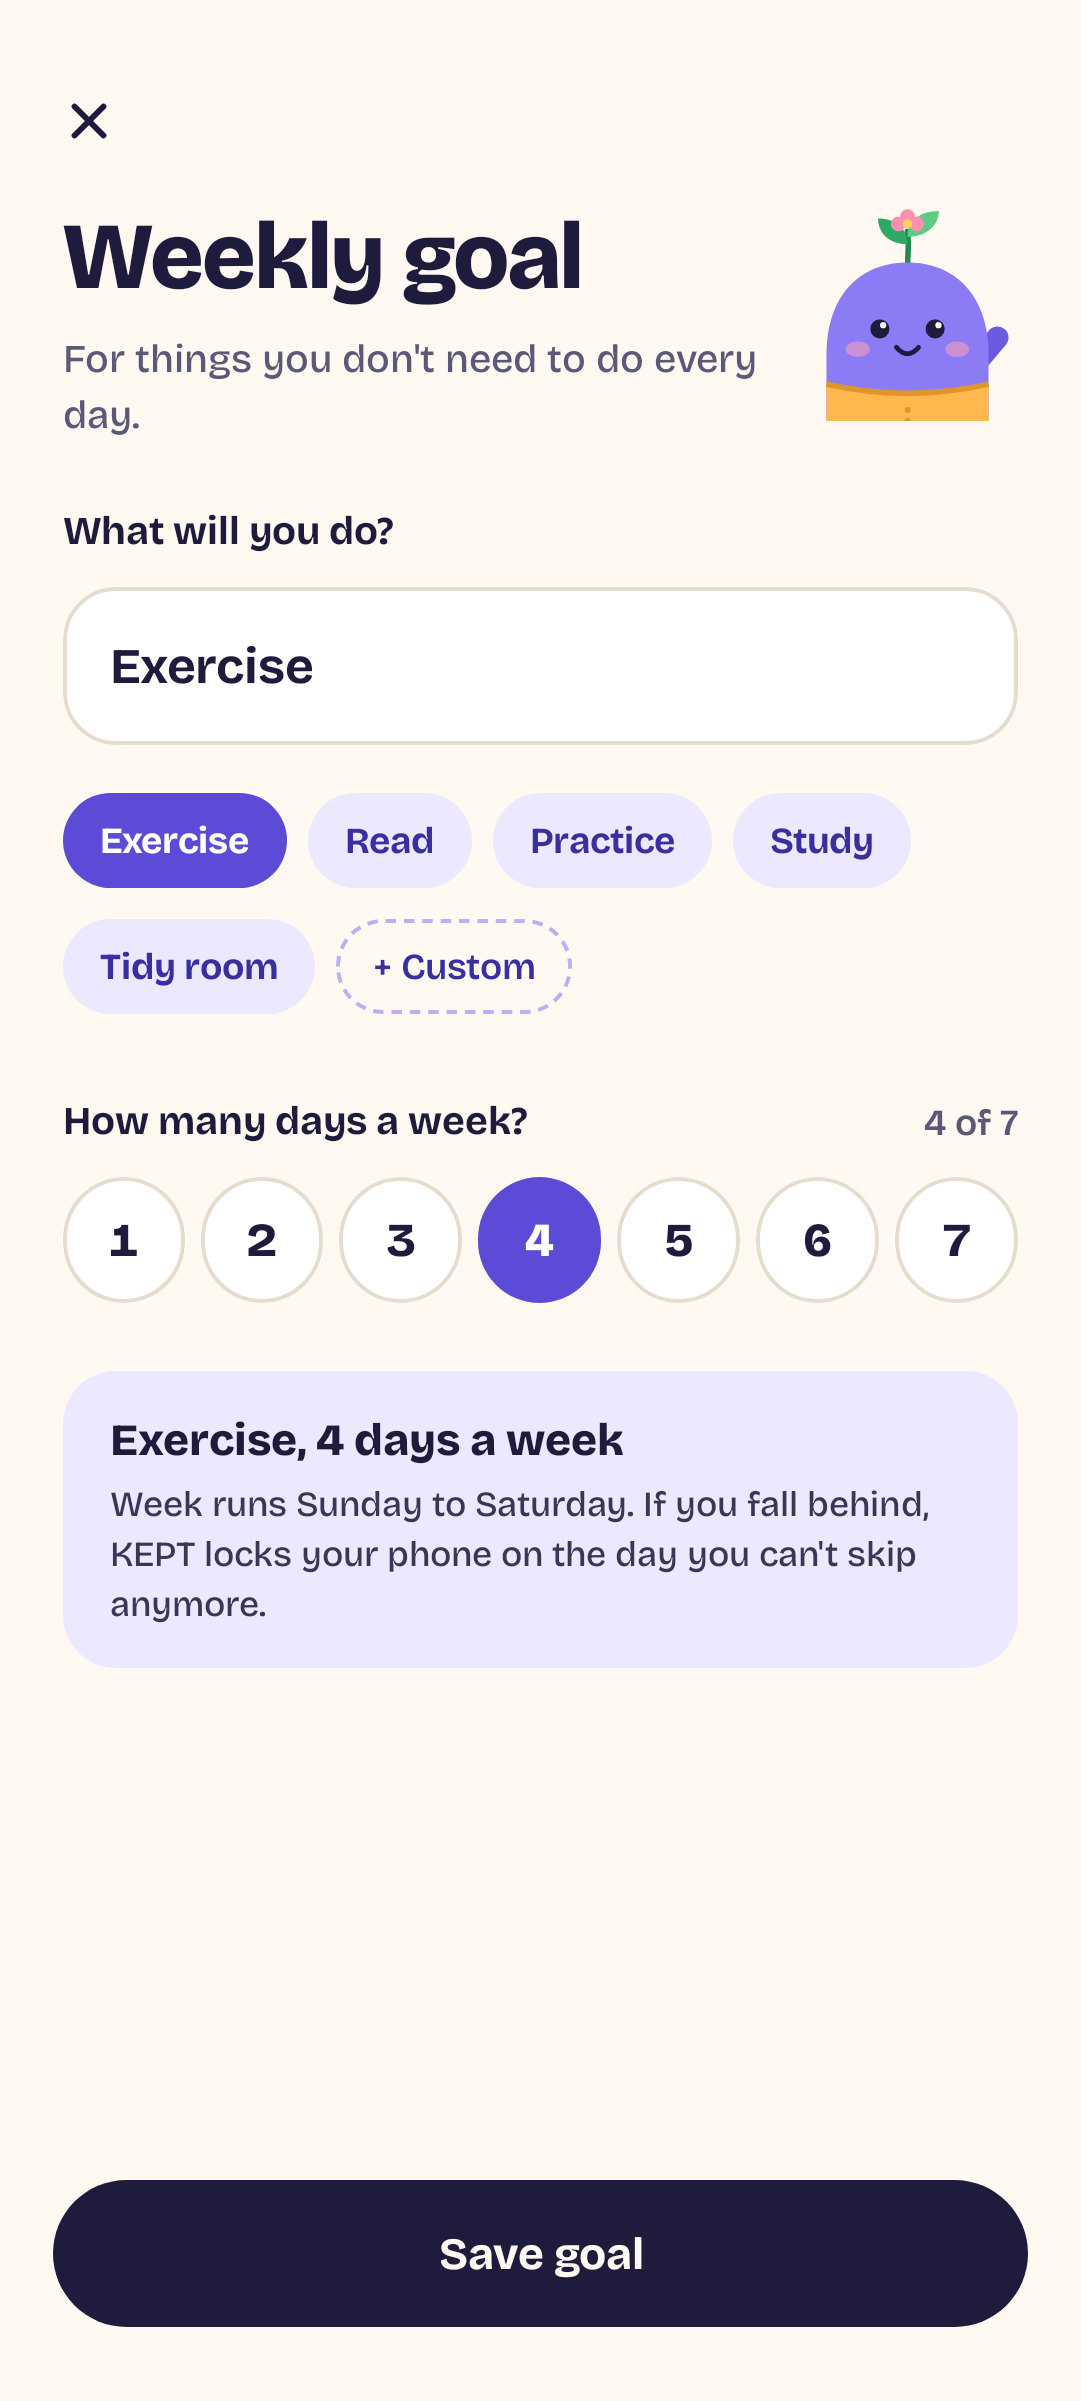 Weekly goal
For things you don't need to do every
day.
What will you do?
Exercise
Exercise Read Practice Study
Tidy room + Custom
How many days a week? 4 of 7
1 2 3 4 5 6 7
Exercise, 4 days a week
Week runs Sunday to Saturday. If you fall behind,
KEPT locks your phone on the day you can't skip
anymore.
Save goal